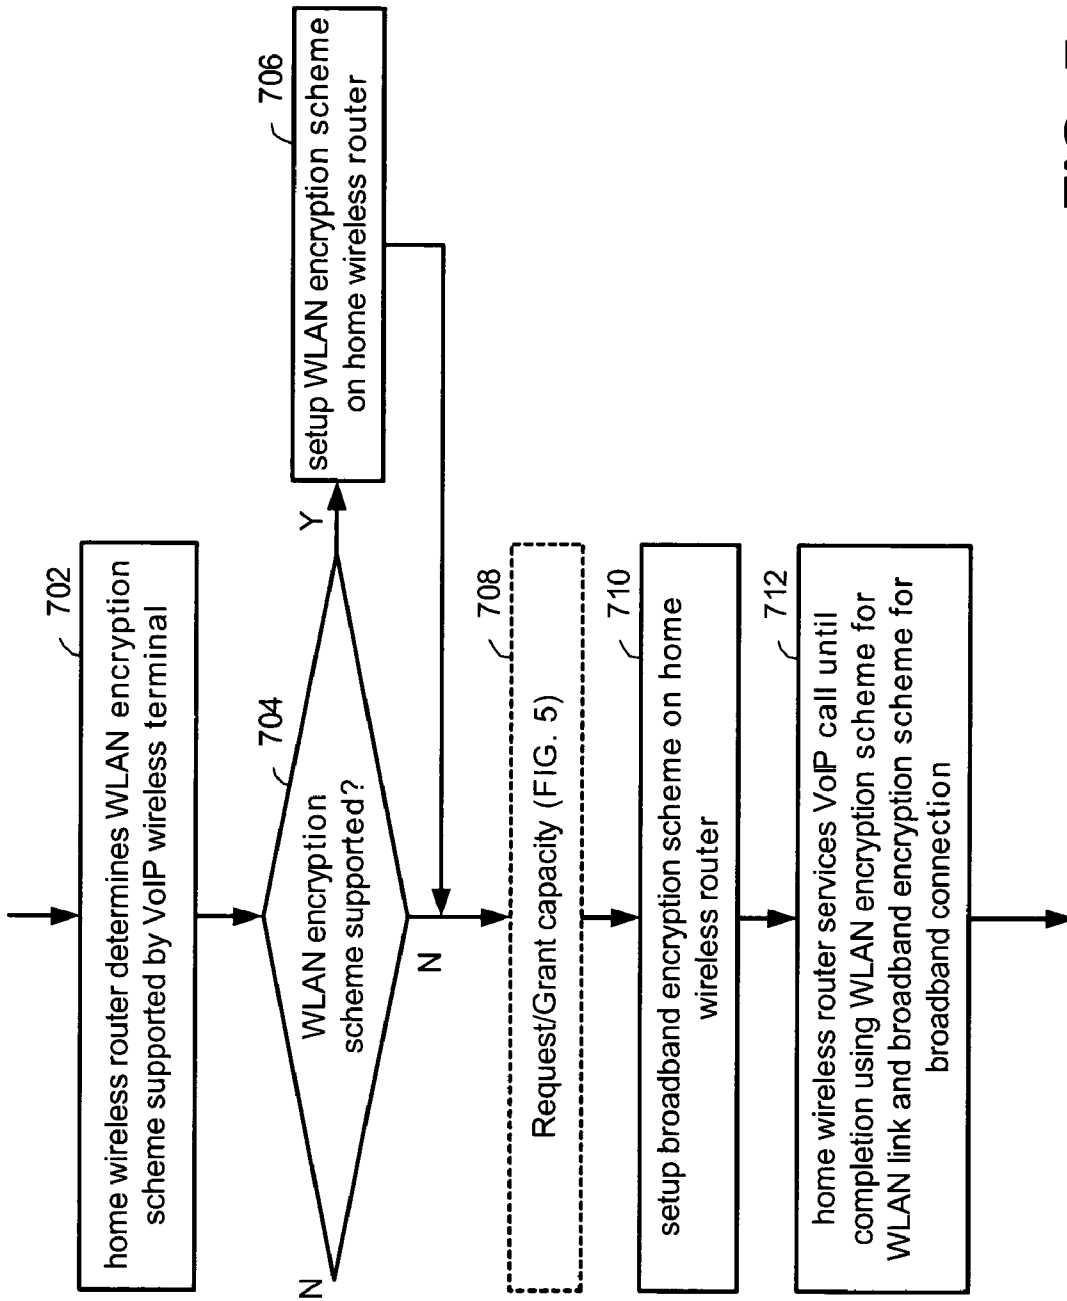 702
home wireless router determines WLAN encryption
scheme supported by VoIP wireless terminal
704
WLAN encryption
scheme supported?
N
Y
N
706
setup WLAN encryption scheme
on home wireless router
708
Request/Grant capacity (FIG. 5)
710
setup broadband encryption scheme on home
wireless router
712
home wireless router services VoIP call until
completion using WLAN encryption scheme for
WLAN link and broadband encryption scheme for
broadband connection